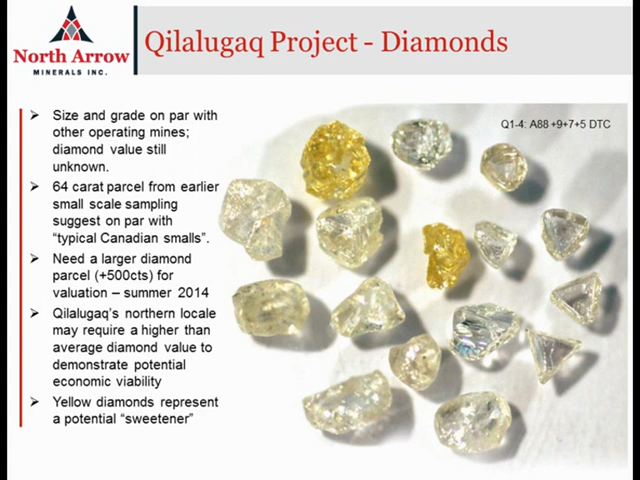 North Arrow
MINERALS INC.
Qilalugaq Project - Diamonds
➢ Size and grade on par with
other operating mines;
diamond value still
unknown.
➢ 64 carat parcel from earlier
small scale sampling
suggest on par with
“typical Canadian smalls”.
➢ Need a larger diamond
parcel (+500cts) for
valuation – summer 2014
➢ Qilalugaq’s northern locale
may require a higher than
average diamond value to
demonstrate potential
economic viability
➢ Yellow diamonds represent
a potential “sweetener”
Q1-4: A88 +9+7+5 DTC